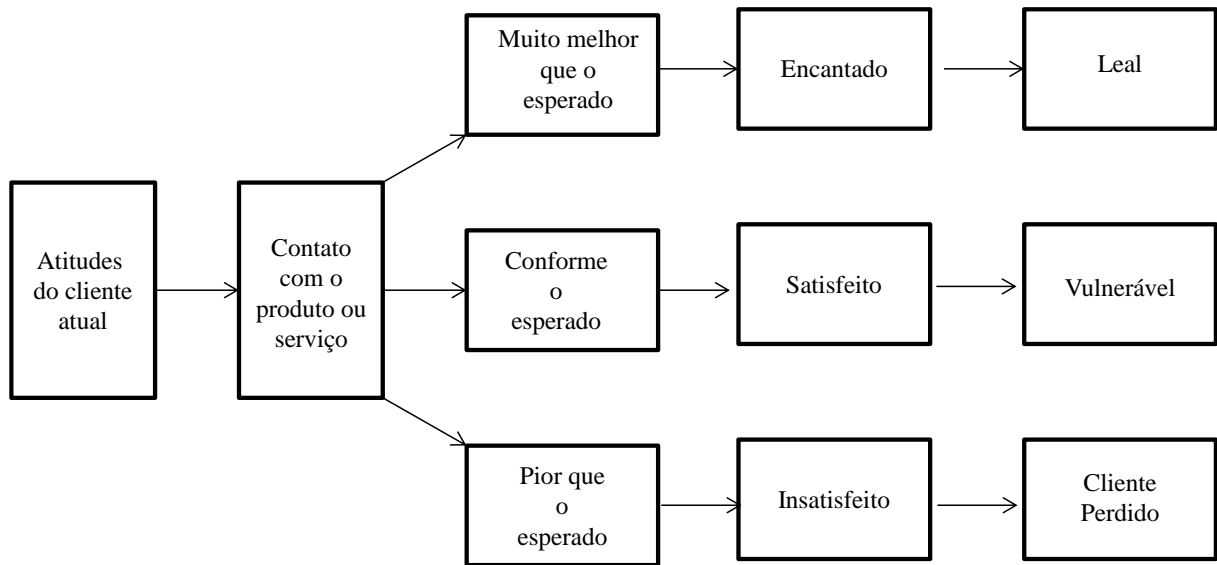 Atitudes
do cliente
atual
Contato
com o
produto ou
serviço
Muito melhor
que o
esperado
Encantado
Leal
Conforme
o
esperado
Satisfeito
Vulnerável
Pior que
o
esperado
Insatisfeito
Cliente
Perdido